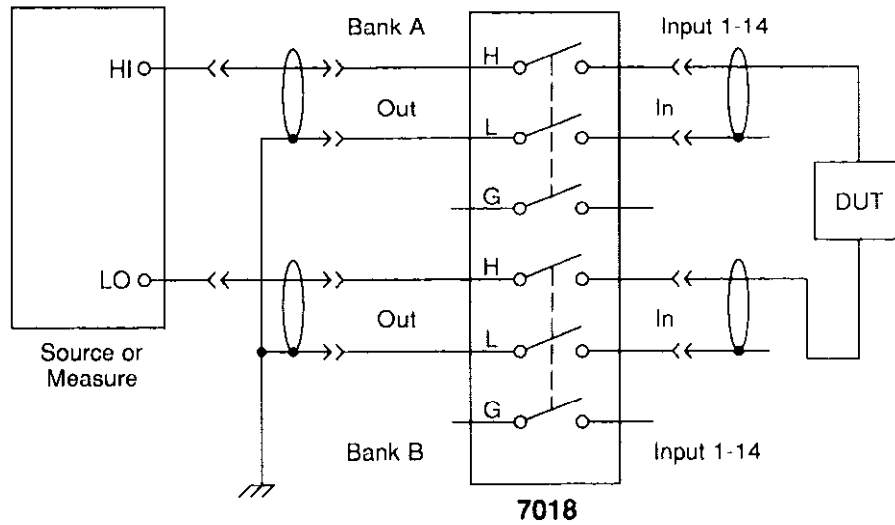 Bank A
Input 1-14
HI
H
Out
L
In
G
DUT
LO
H
Out
L
In
Source or
Measure
G
Bank B
Input 1-14
7018